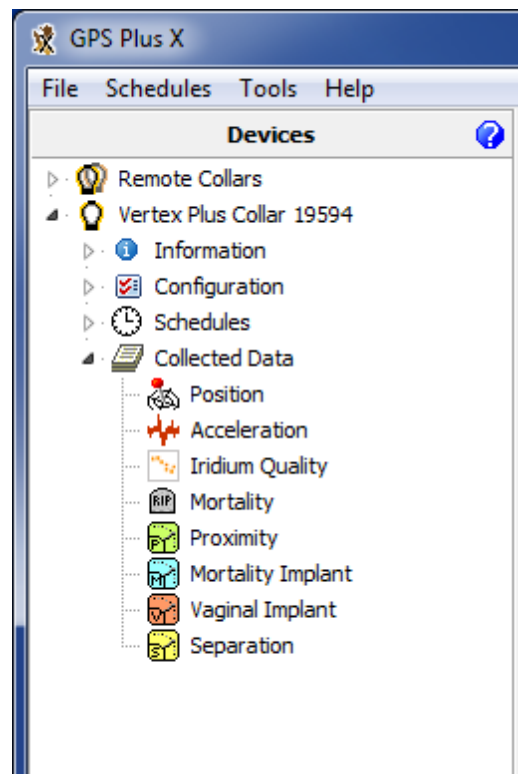 GPS Plus X
File Schedules Tools Help
Devices
Remote Collars
Vertex Plus Collar 19594
Information
Configuration
Schedules
Collected Data
Position
Acceleration
Iridium Quality
RIP Mortality
P Proximity
M Mortality Implant
V Vaginal Implant
S Separation